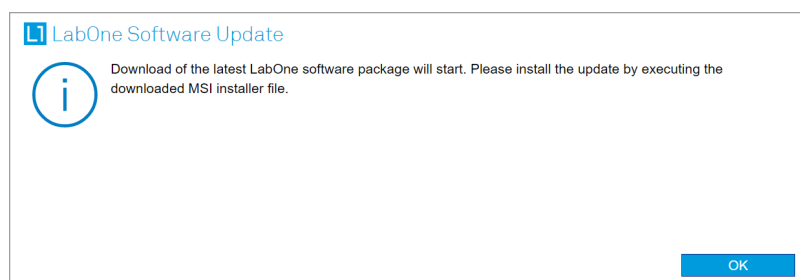 L1 LabOne Software Update
Download of the latest LabOne software package will start. Please install the update by executing the
downloaded MSI installer file.
OK